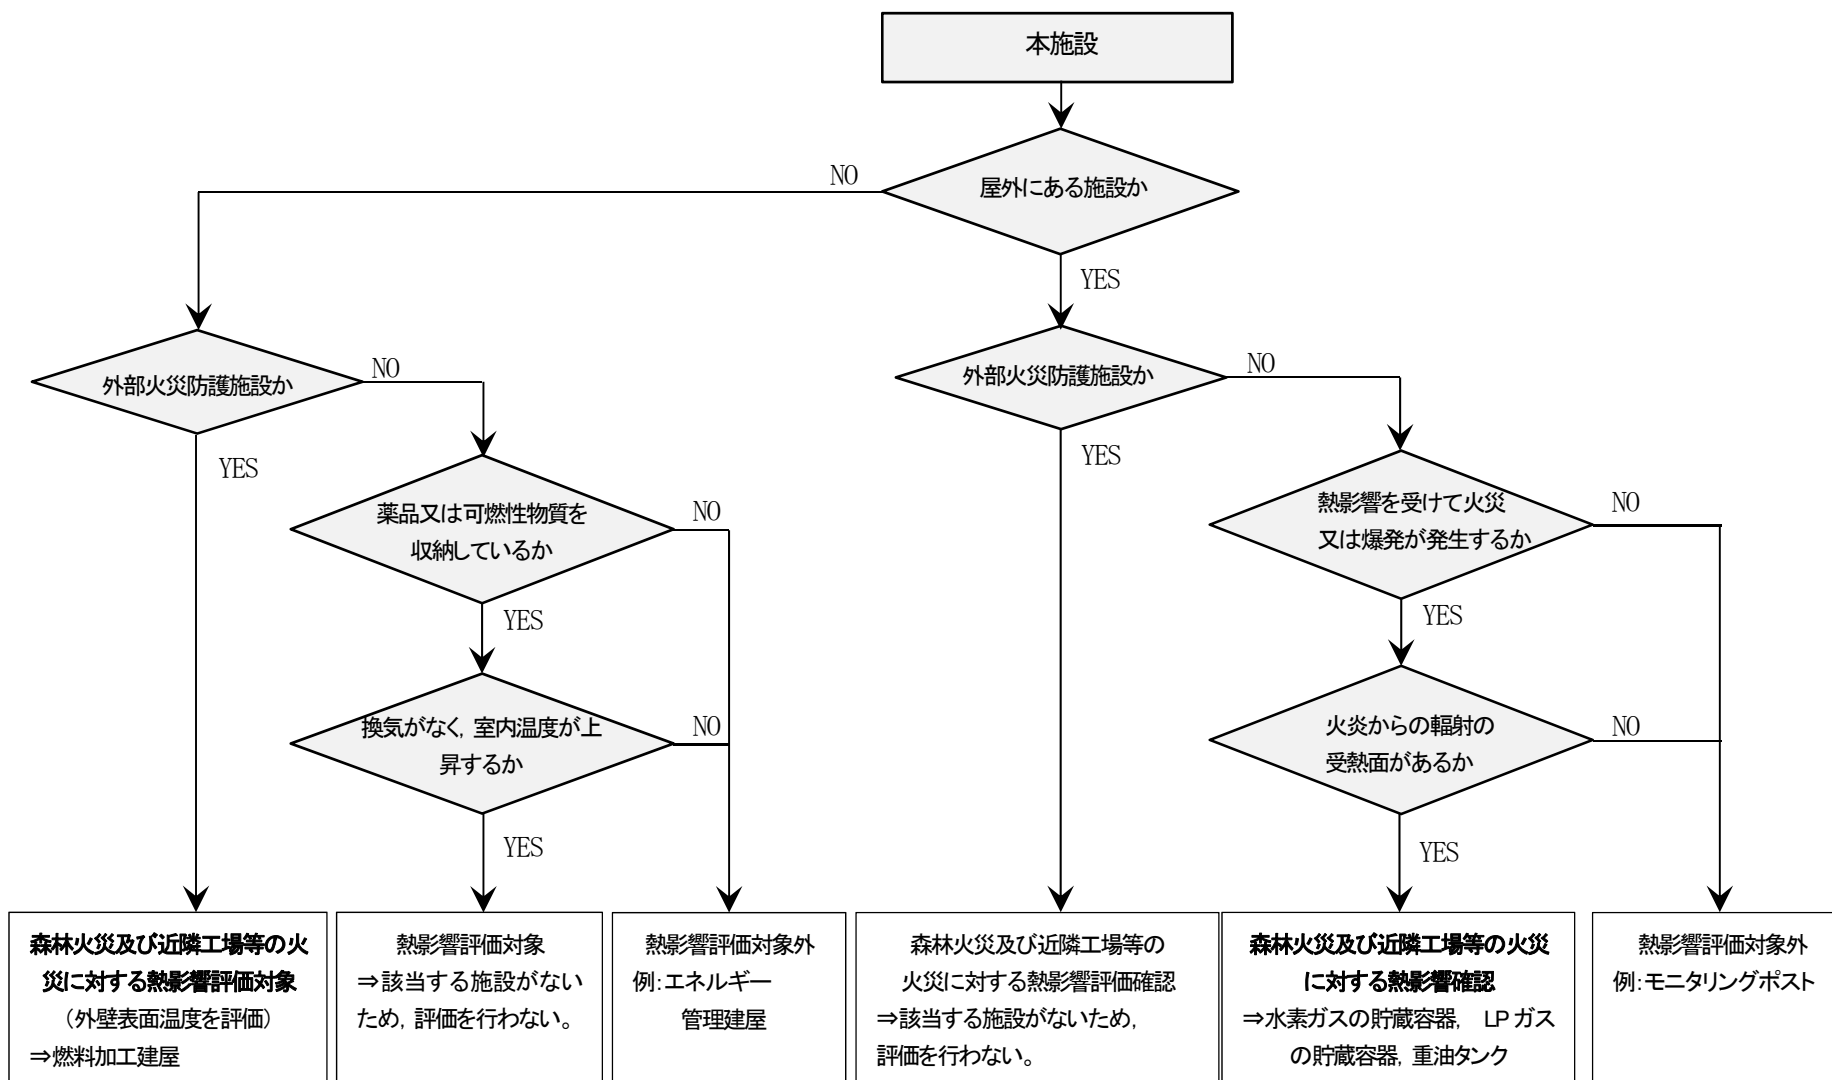 本施設
屋外にある施設か
NO
YES
外部火災防護施設か
NO
YES
外部火災防護施設か
NO
YES
薬品又は可燃性物質を
収納しているか
NO
YES
熱影響を受けて火災
又は爆発が発生するか
NO
YES
換気がなく, 室内温度が上
昇するか
NO
YES
火炎からの輻射の
受熱面があるか
NO
YES
森林火災及び近隣工場等の火
災に対する熱影響評価対象
（外壁表面温度を評価）
⇒燃料加工建屋
熱影響評価対象
⇒該当する施設がない
ため, 評価を行わない。
熱影響評価対象外
例:エネルギー
管理建屋
森林火災及び近隣工場等の
火災に対する熱影響評価確認
⇒該当する施設がないため,
評価を行わない。
森林火災及び近隣工場等の火災
に対する熱影響確認
⇒水素ガスの貯蔵容器, LPガス
の貯蔵容器, 重油タンク
熱影響評価対象外
例:モニタリングポスト